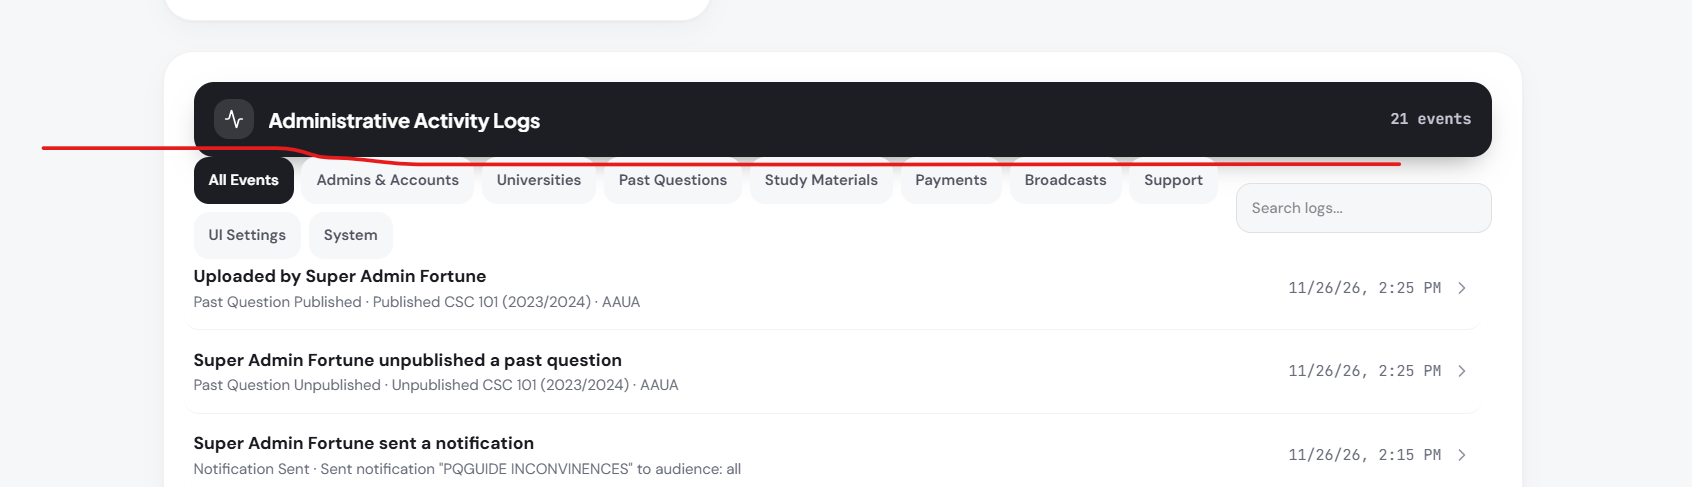 Administrative Activity Logs
21 events
All Events Admins & Accounts Universities Past Questions Study Materials Payments Broadcasts Support
Search logs...
UI Settings System
Uploaded by Super Admin Fortune
Past Question Published · Published CSC 101 (2023/2024) · AAUA
11/26/26, 2:25 PM
Super Admin Fortune unpublished a past question
Past Question Unpublished · Unpublished CSC 101 (2023/2024) · AAUA
11/26/26, 2:25 PM
Super Admin Fortune sent a notification
Notification Sent · Sent notification "PQGUIDE INCONVINENCES" to audience: all
11/26/26, 2:15 PM